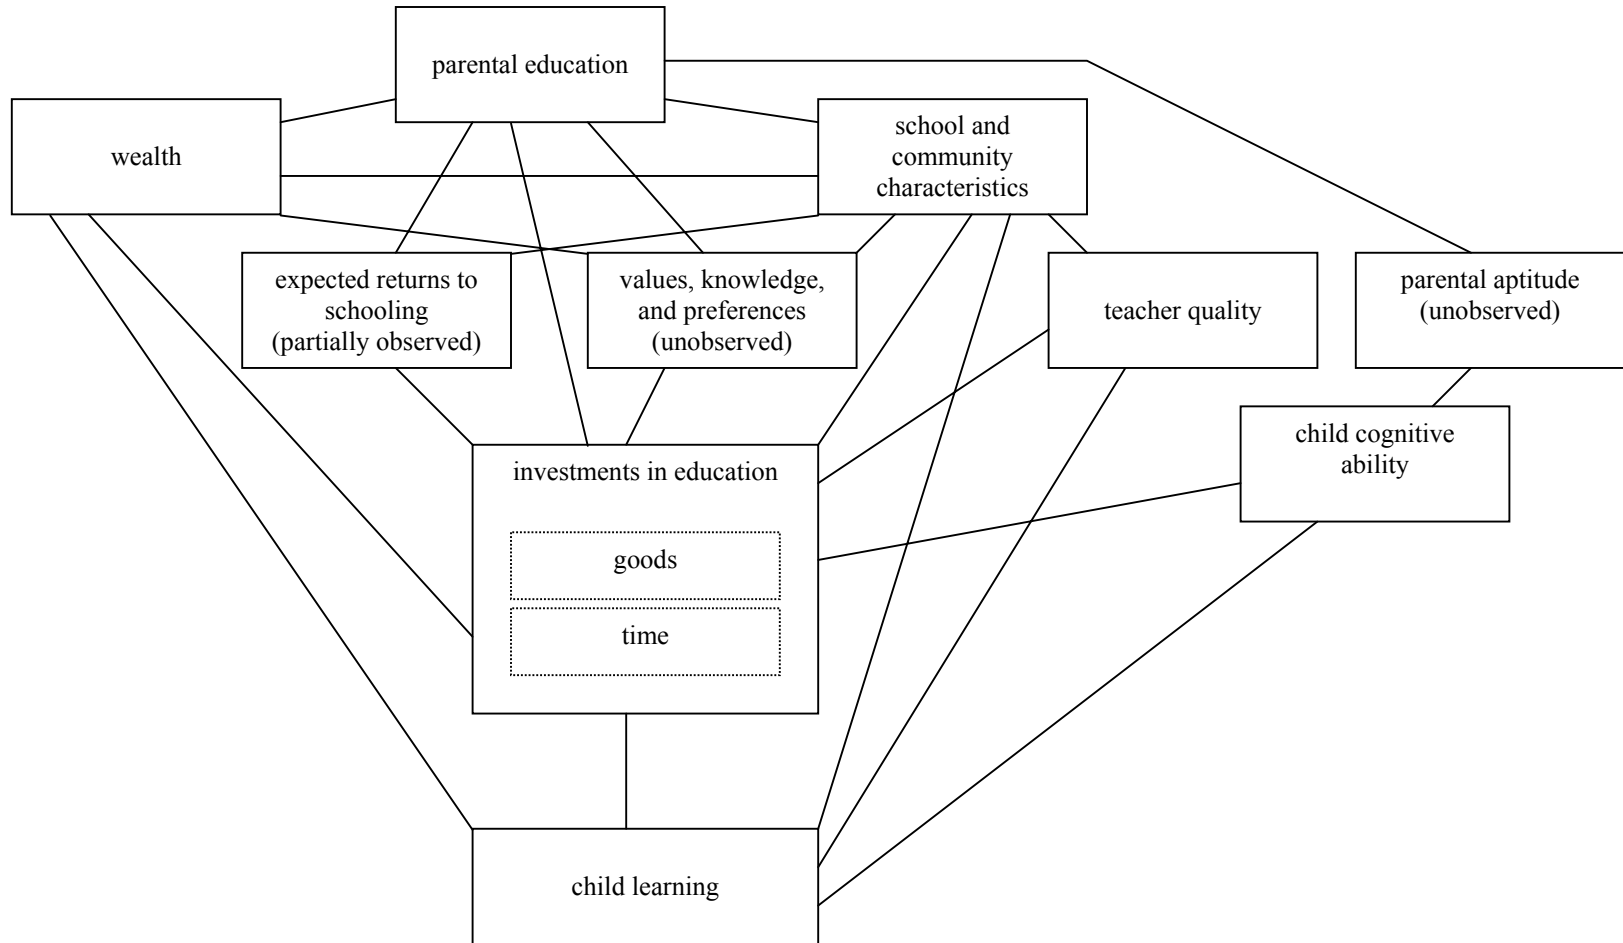 parental education
wealth
school and
community
characteristics
expected returns to
schooling
(partially observed)
values, knowledge,
and preferences
(unobserved)
teacher quality
parental aptitude
(unobserved)
child cognitive
ability
investments in education
goods
time
child learning